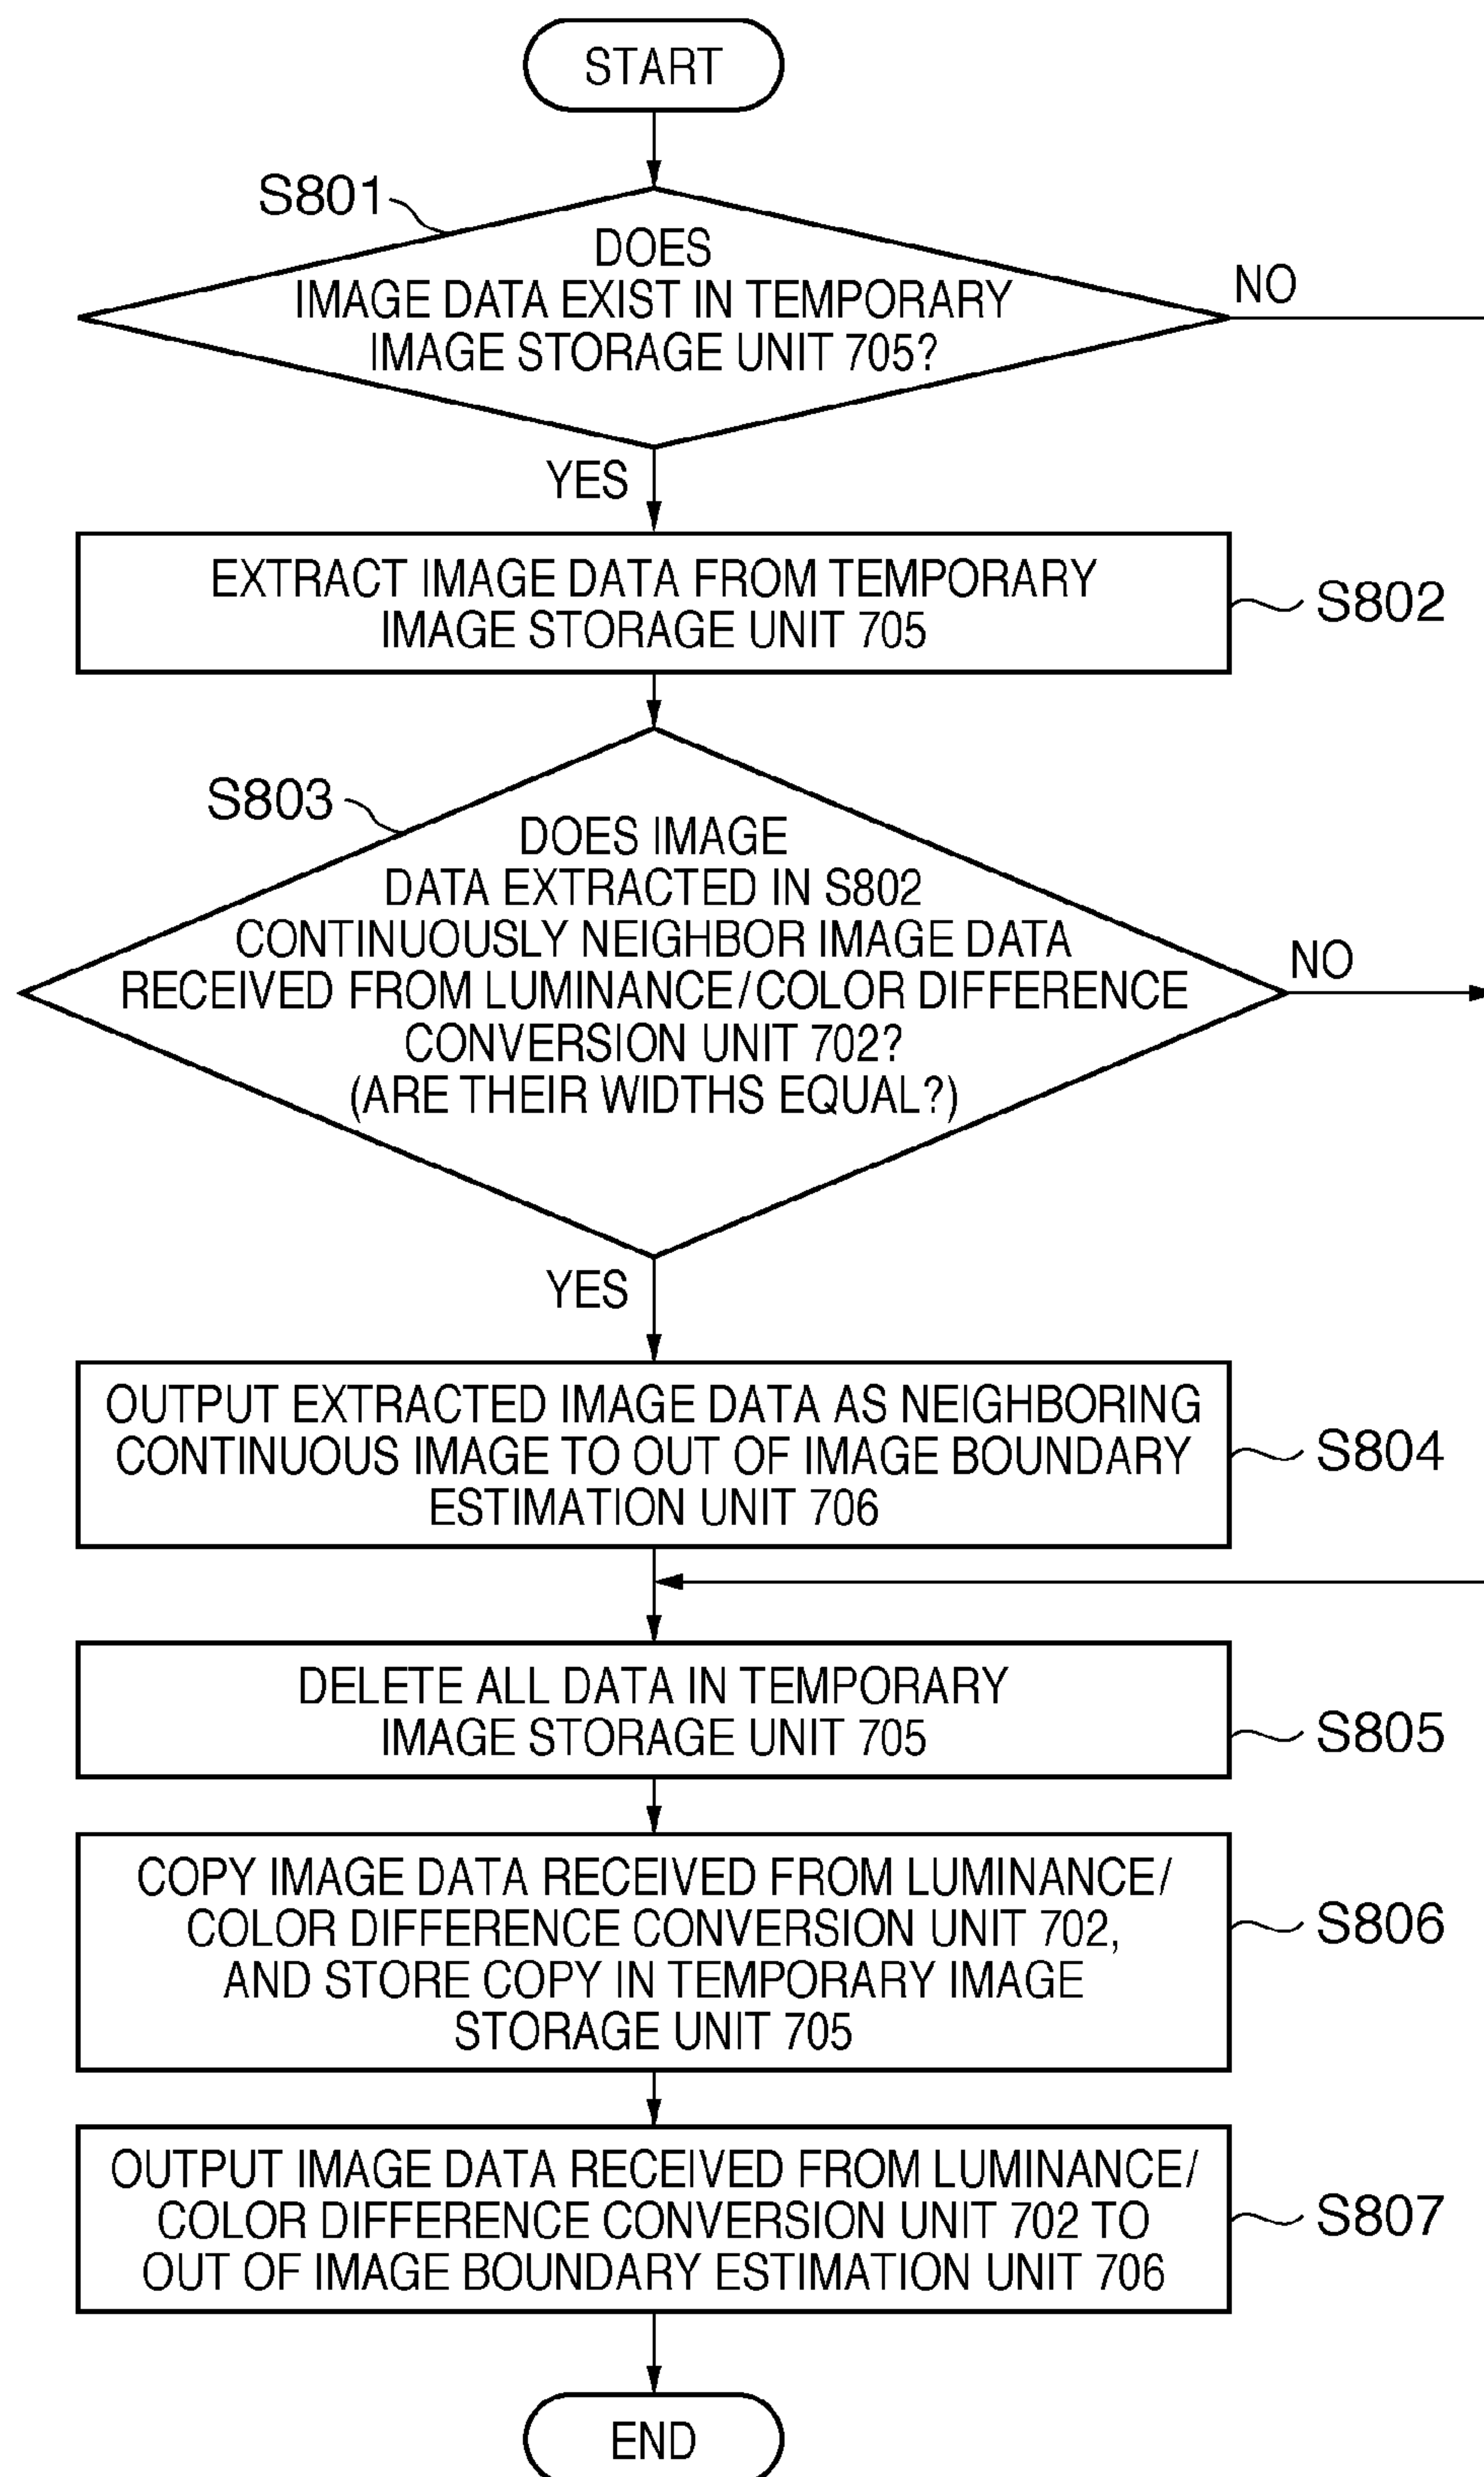 START
S801
DOES
IMAGE DATA EXIST IN TEMPORARY
IMAGE STORAGE UNIT 705?
NO
YES
EXTRACT IMAGE DATA FROM TEMPORARY
IMAGE STORAGE UNIT 705
S802
S803
DOES IMAGE
DATA EXTRACTED IN S802
CONTINUOUSLY NEIGHBOR IMAGE DATA
RECEIVED FROM LUMINANCE/COLOR DIFFERENCE
CONVERSION UNIT 702?
(ARE THEIR WIDTHS EQUAL?)
NO
YES
OUTPUT EXTRACTED IMAGE DATA AS NEIGHBORING
CONTINUOUS IMAGE TO OUT OF IMAGE BOUNDARY
ESTIMATION UNIT 706
S804
DELETE ALL DATA IN TEMPORARY
IMAGE STORAGE UNIT 705
S805
COPY IMAGE DATA RECEIVED FROM LUMINANCE/
COLOR DIFFERENCE CONVERSION UNIT 702,
AND STORE COPY IN TEMPORARY IMAGE
STORAGE UNIT 705
S806
OUTPUT IMAGE DATA RECEIVED FROM LUMINANCE/
COLOR DIFFERENCE CONVERSION UNIT 702 TO
OUT OF IMAGE BOUNDARY ESTIMATION UNIT 706
S807
END